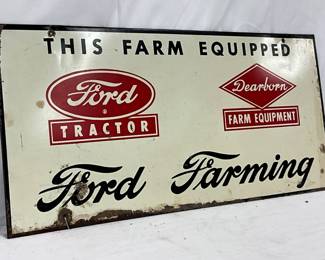 THIS FARM EQUIPPED
Ford Dearborn
TRACTOR FARM EQUIPMENT
Ford Farming